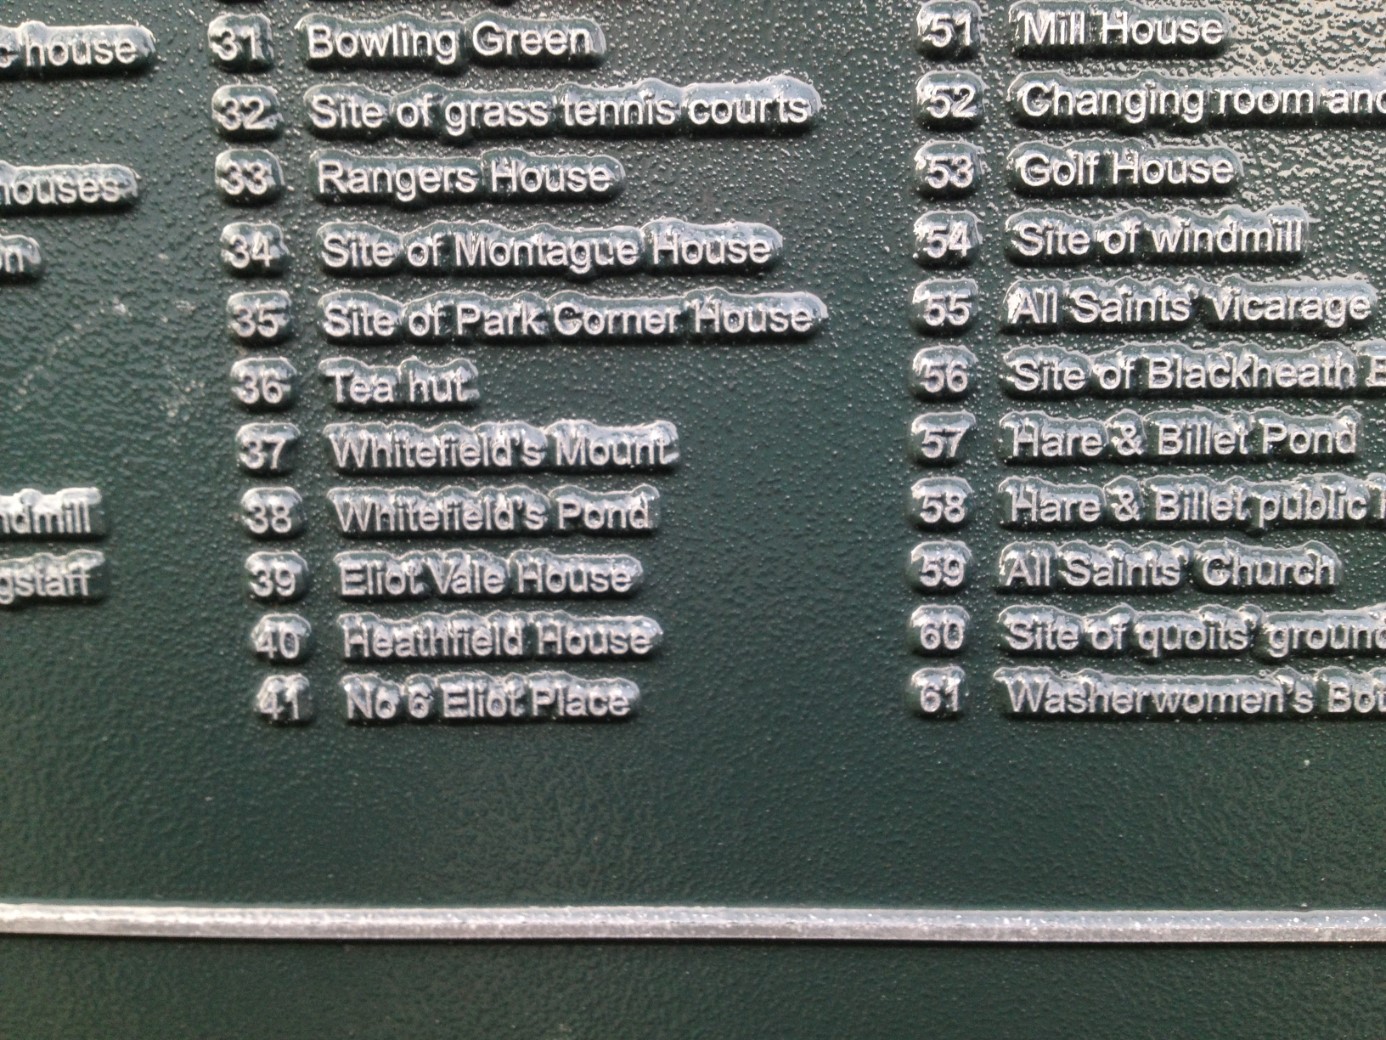 c house
houses
on
ndmill
gstaff
31 Bowling Green
32 Site of grass tennis courts
33 Rangers House
34 Site of Montague House
35 Site of Park Corner House
36 Tea hut
37 Whitefield's Mount
38 Whitefield's Pond
39 Eliot Vale House
40 Heathfield House
41 No 6 Eliot Place
51 Mill House
52 Changing room and
53 Golf House
54 Site of windmill
55 All Saints' vicarage
56 Site of Blackheath
57 Hare & Billet Pond
58 Hare & Billet public
59 All Saints' Church
60 Site of quoits' ground
61 Washerwomen's Bot